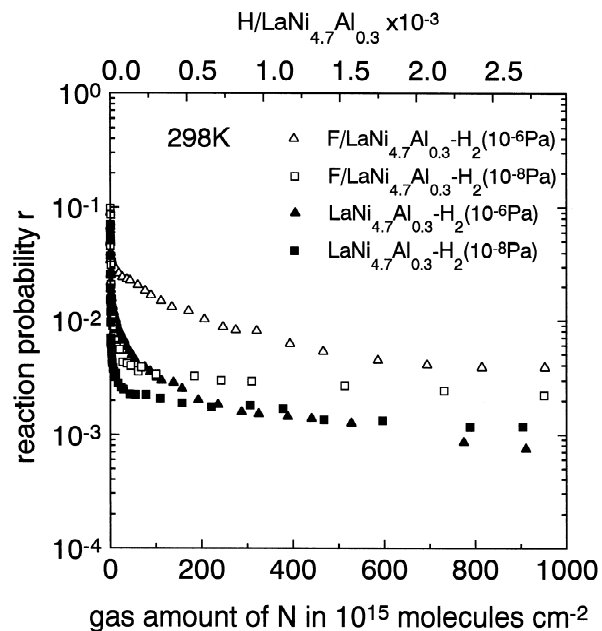 H/LaNi4.7Al0.3 x10-3
0.0 0.5 1.0 1.5 2.0 2.5
100
298K
△ F/LaNi4.7Al0.3-H2(10-6Pa)
□ F/LaNi4.7Al0.3-H2(10-8Pa)
▲ LaNi4.7Al0.3-H2(10-6Pa)
■ LaNi4.7Al0.3-H2(10-8Pa)
10-1
10-2
10-3
10-4
reaction probability r
0 200 400 600 800 1000
gas amount of N in 1015 molecules cm-2